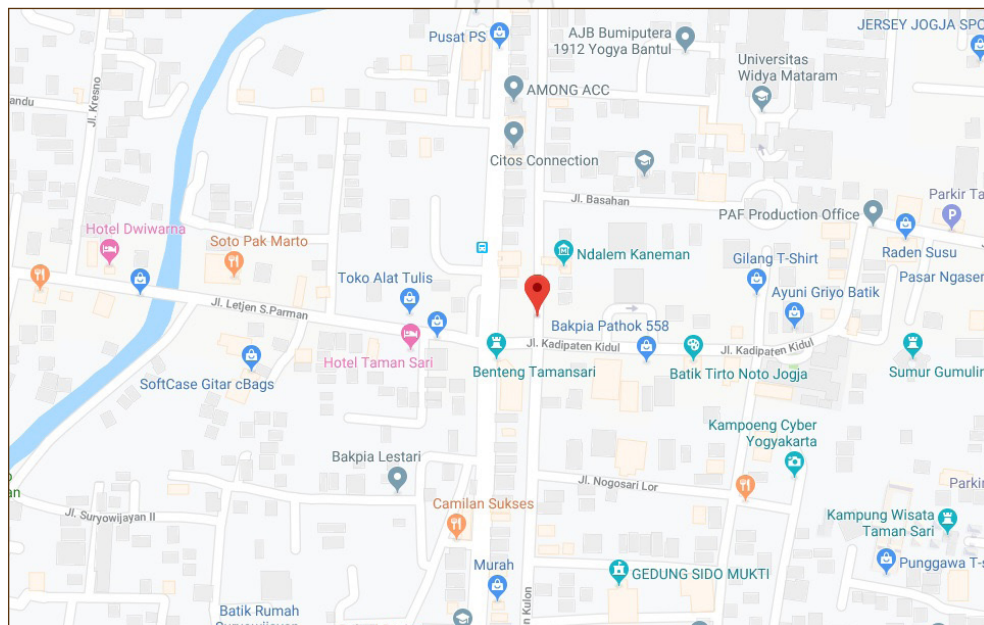 JERSEY JOGJA SPO
Pusat PS
AJB Bumiputera
1912 Yogya Bantul
Universitas
Widya Mataram
AMONG ACC
andu
Jl. Kresno
Citos Connection
Jl. Basahan
Parkir Ta
PAF Production Office
Hotel Dwiwarna
Soto Pak Marto
Ndalem Kaneman
Gilang T-Shirt
Raden Susu
Pasar Ngasem
Toko Alat Tulis
Ayuni Griyo Batik
Jl. Letjen S.Parman
Bakpia Pathok 558
Jl. Kadipaten Kidul
Jl. Kadipaten Kidul
Hotel Taman Sari
Benteng Tamansari
Batik Tirto Noto Jogja
Sumur Gumulin
SoftCase Gitar cBags
Kampoeng Cyber
Yogyakarta
Bakpia Lestari
Jl. Nogosari Lor
Parkir
an
Camilan Sukses
Jl. Suryowijayan II
Kampung Wisata
Taman Sari
Murah
GEDUNG SIDO MUKTI
Punggawa T-s
Batik Rumah
n Kulon
P